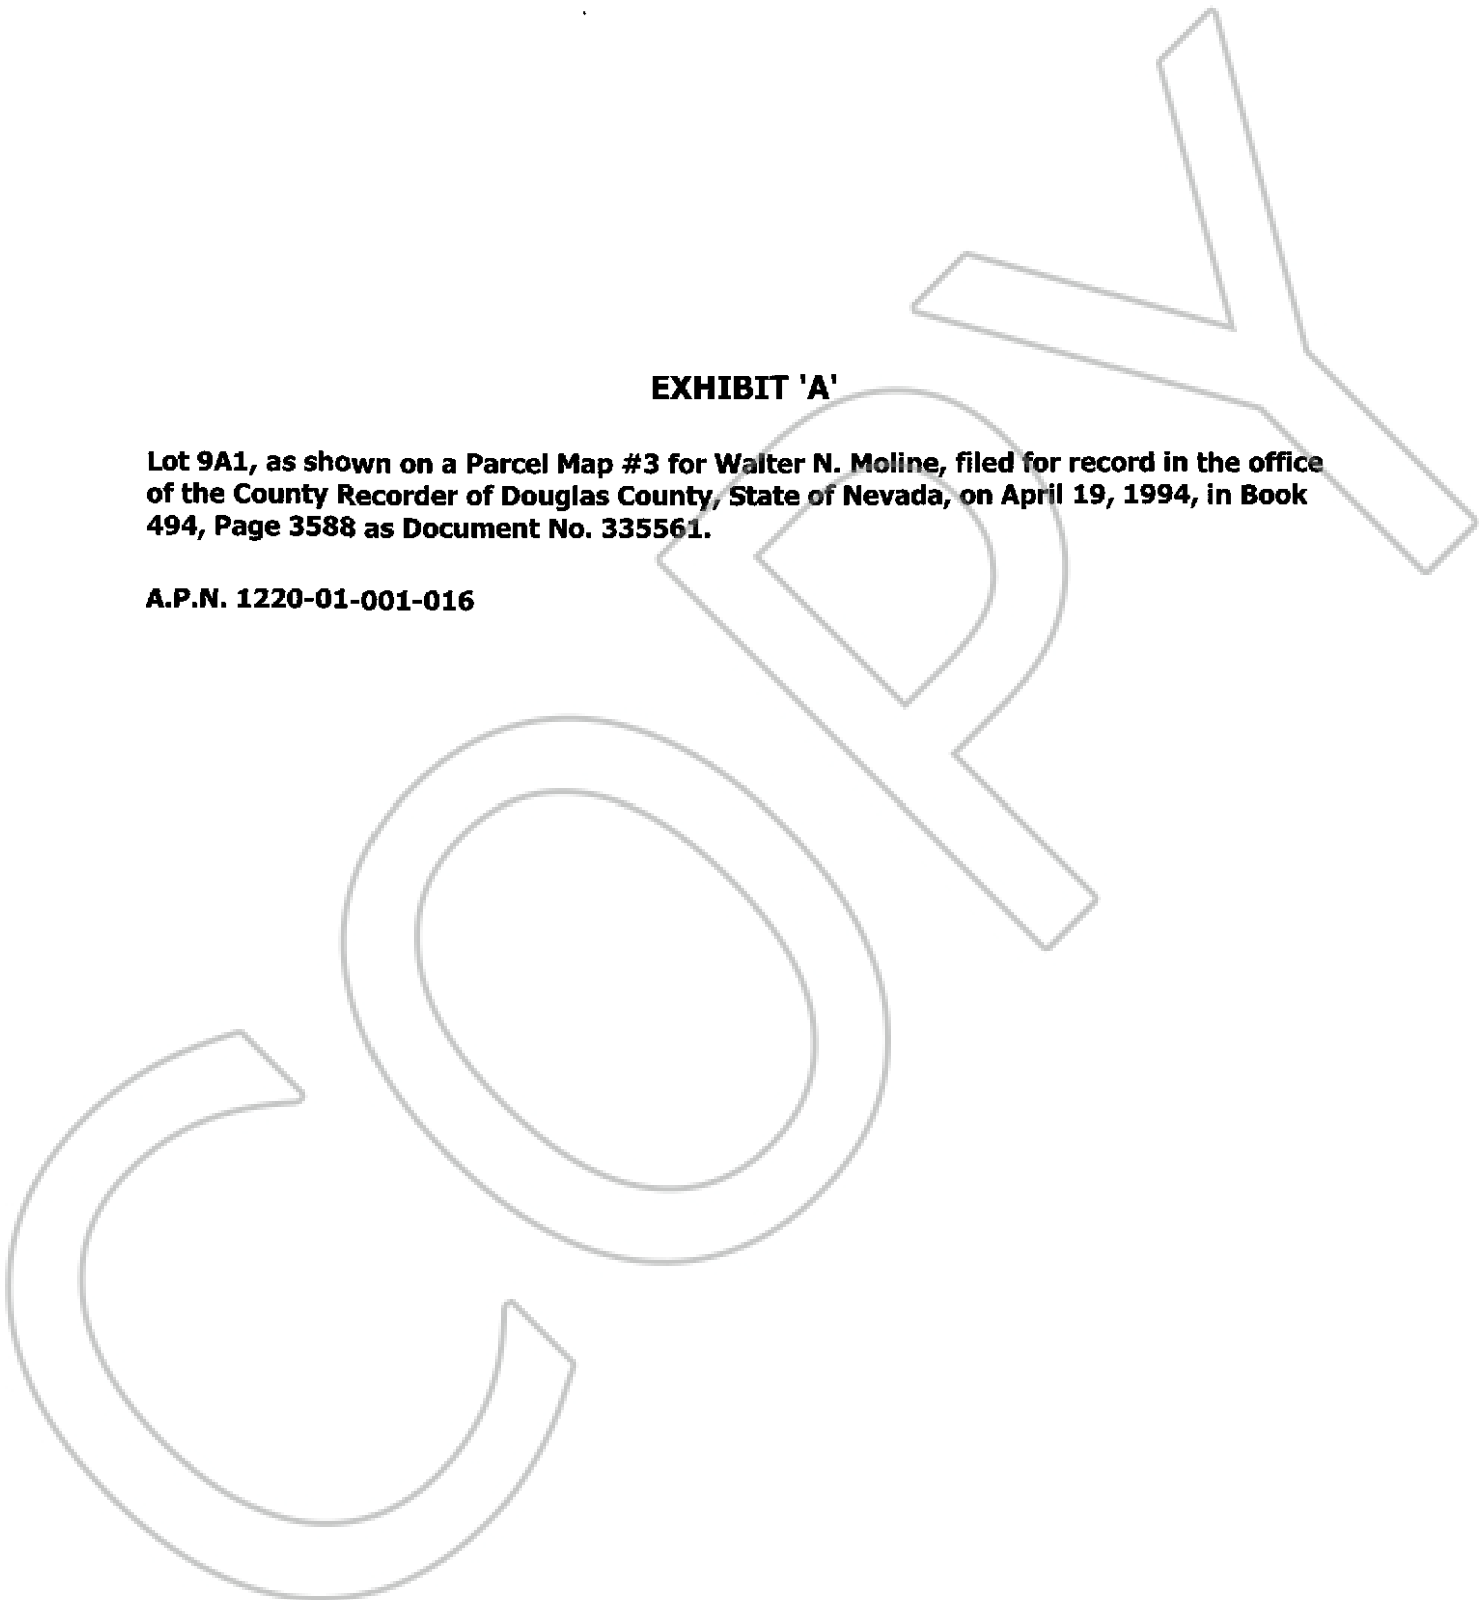 EXHIBIT 'A'
Lot 9A1, as shown on a Parcel Map #3 for Walter N. Moline, filed for record in the office
of the County Recorder of Douglas County, State of Nevada, on April 19, 1994, in Book
494, Page 3588 as Document No. 335561.
A.P.N. 1220-01-001-016
COPY